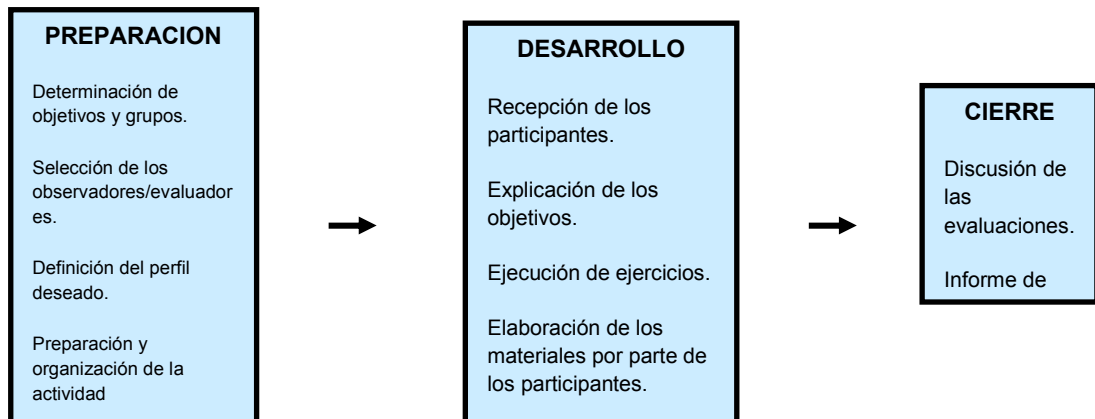 PREPARACION
Determinación de
objetivos y grupos.
Selección de los
observadores/evaluador
es.
Definición del perfil
deseado.
Preparación y
organización de la
actividad
DESARROLLO
Recepción de los
participantes.
Explicación de los
objetivos.
Ejecución de ejercicios.
Elaboración de los
materiales por parte de
los participantes.
CIERRE
Discusión de
las
evaluaciones.
Informe de